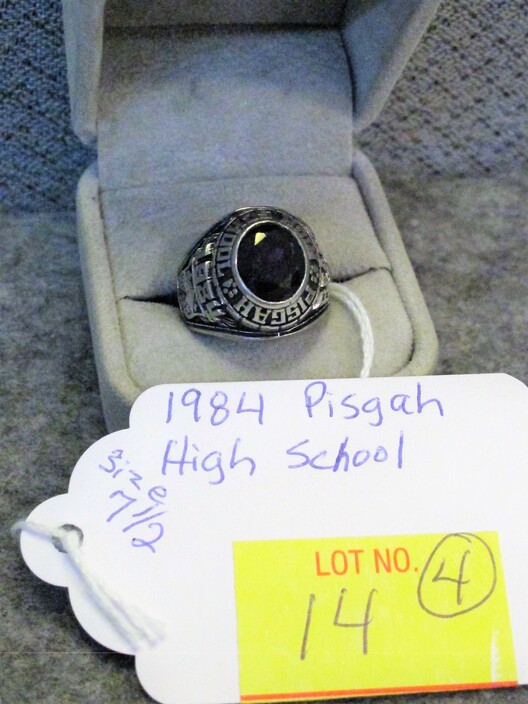 PISGAH
1984 Pisgah
High School
Size
7 1/2
LOT NO.
14
4